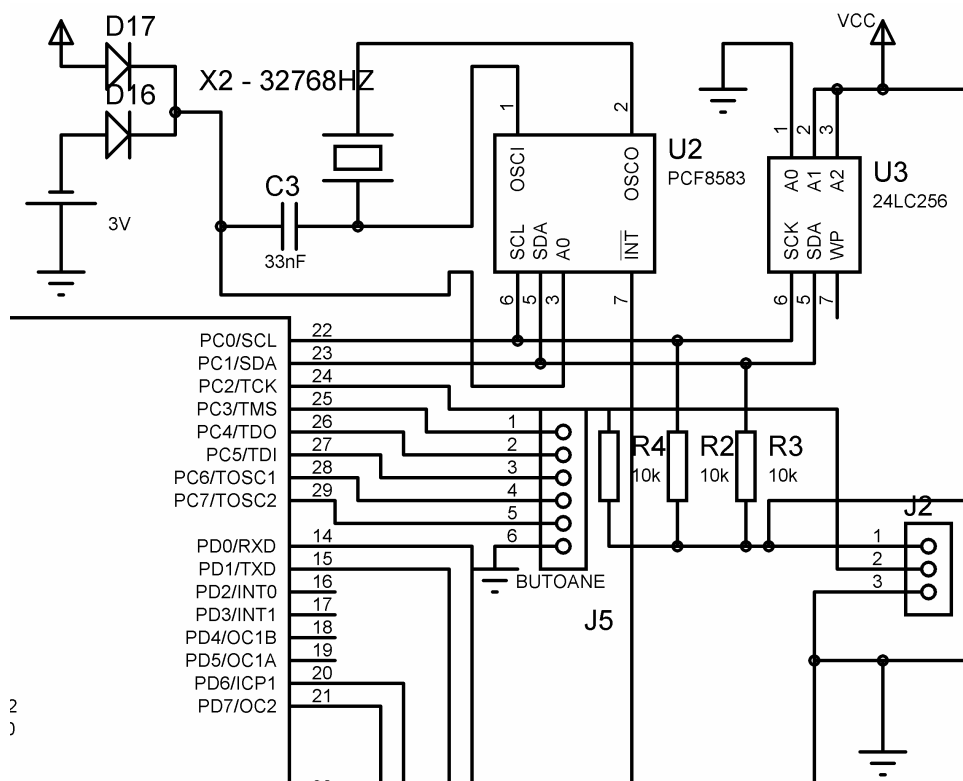 D17
VCC
X2 - 32768HZ
D16
1
2
OSCI
OSCO
U2
PCF8583
1
2
3
A0
A1
A2
U3
24LC256
C3
33nF
3V
SCL
SDA
A0
INT
SCK
SDA
WP
6
5
3
7
6
5
7
PC0/SCL 22
PC1/SDA 23
PC2/TCK 24
PC3/TMS 25
PC4/TDO 26
PC5/TDI 27
PC6/TOSC1 28
PC7/TOSC2 29
PD0/RXD 14
PD1/TXD 15
PD2/INT0 16
PD3/INT1 17
PD4/OC1B 18
PD5/OC1A 19
PD6/ICP1 20
PD7/OC2 21
1
2
3
4
5
6
BUTOANE
J5
R4
10k
R2
10k
R3
10k
J2
1
2
3
2